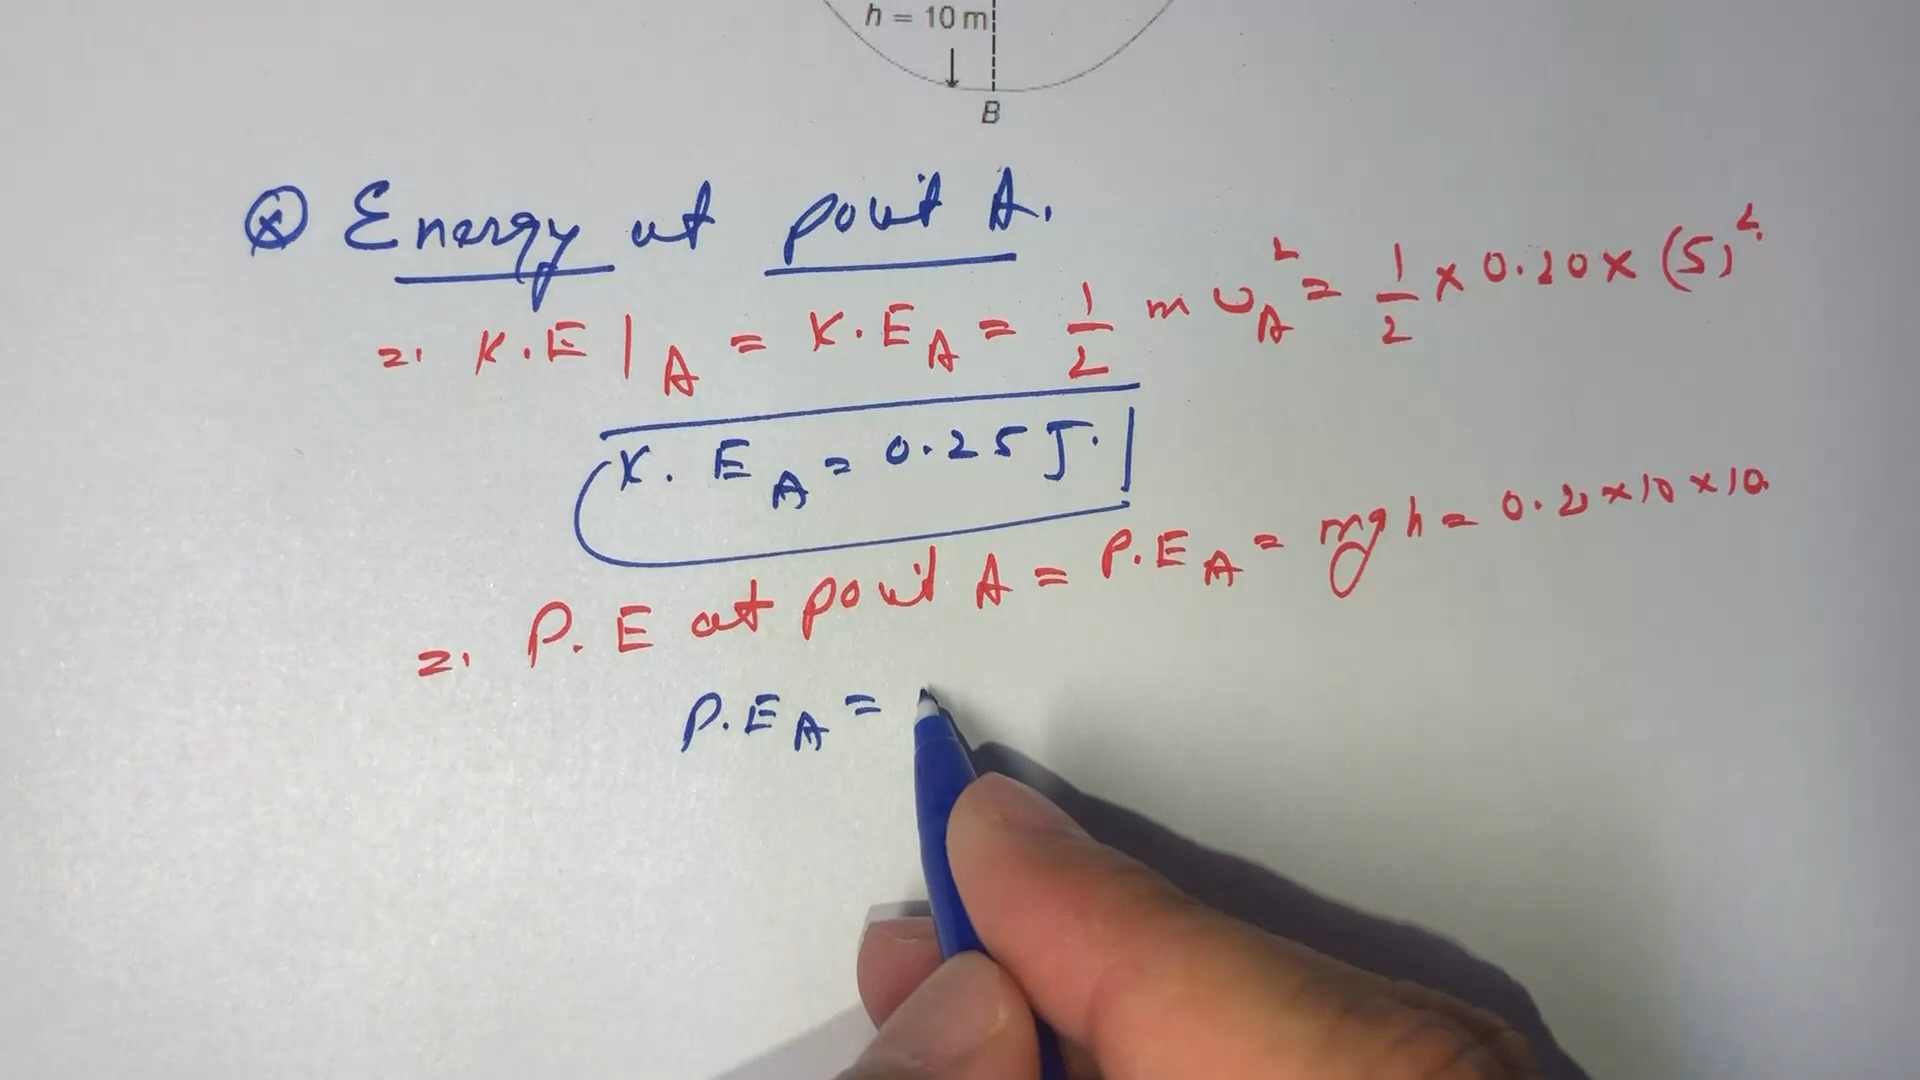 h = 10 m
B
Energy at point A.
K.E|A = K.EA = 1/2 m υA² = 1/2 × 0.20 × (5)²
K.EA = 0.25 J.
P.E at point A = P.EA = mgh = 0.2 × 10 × 10
P.EA =